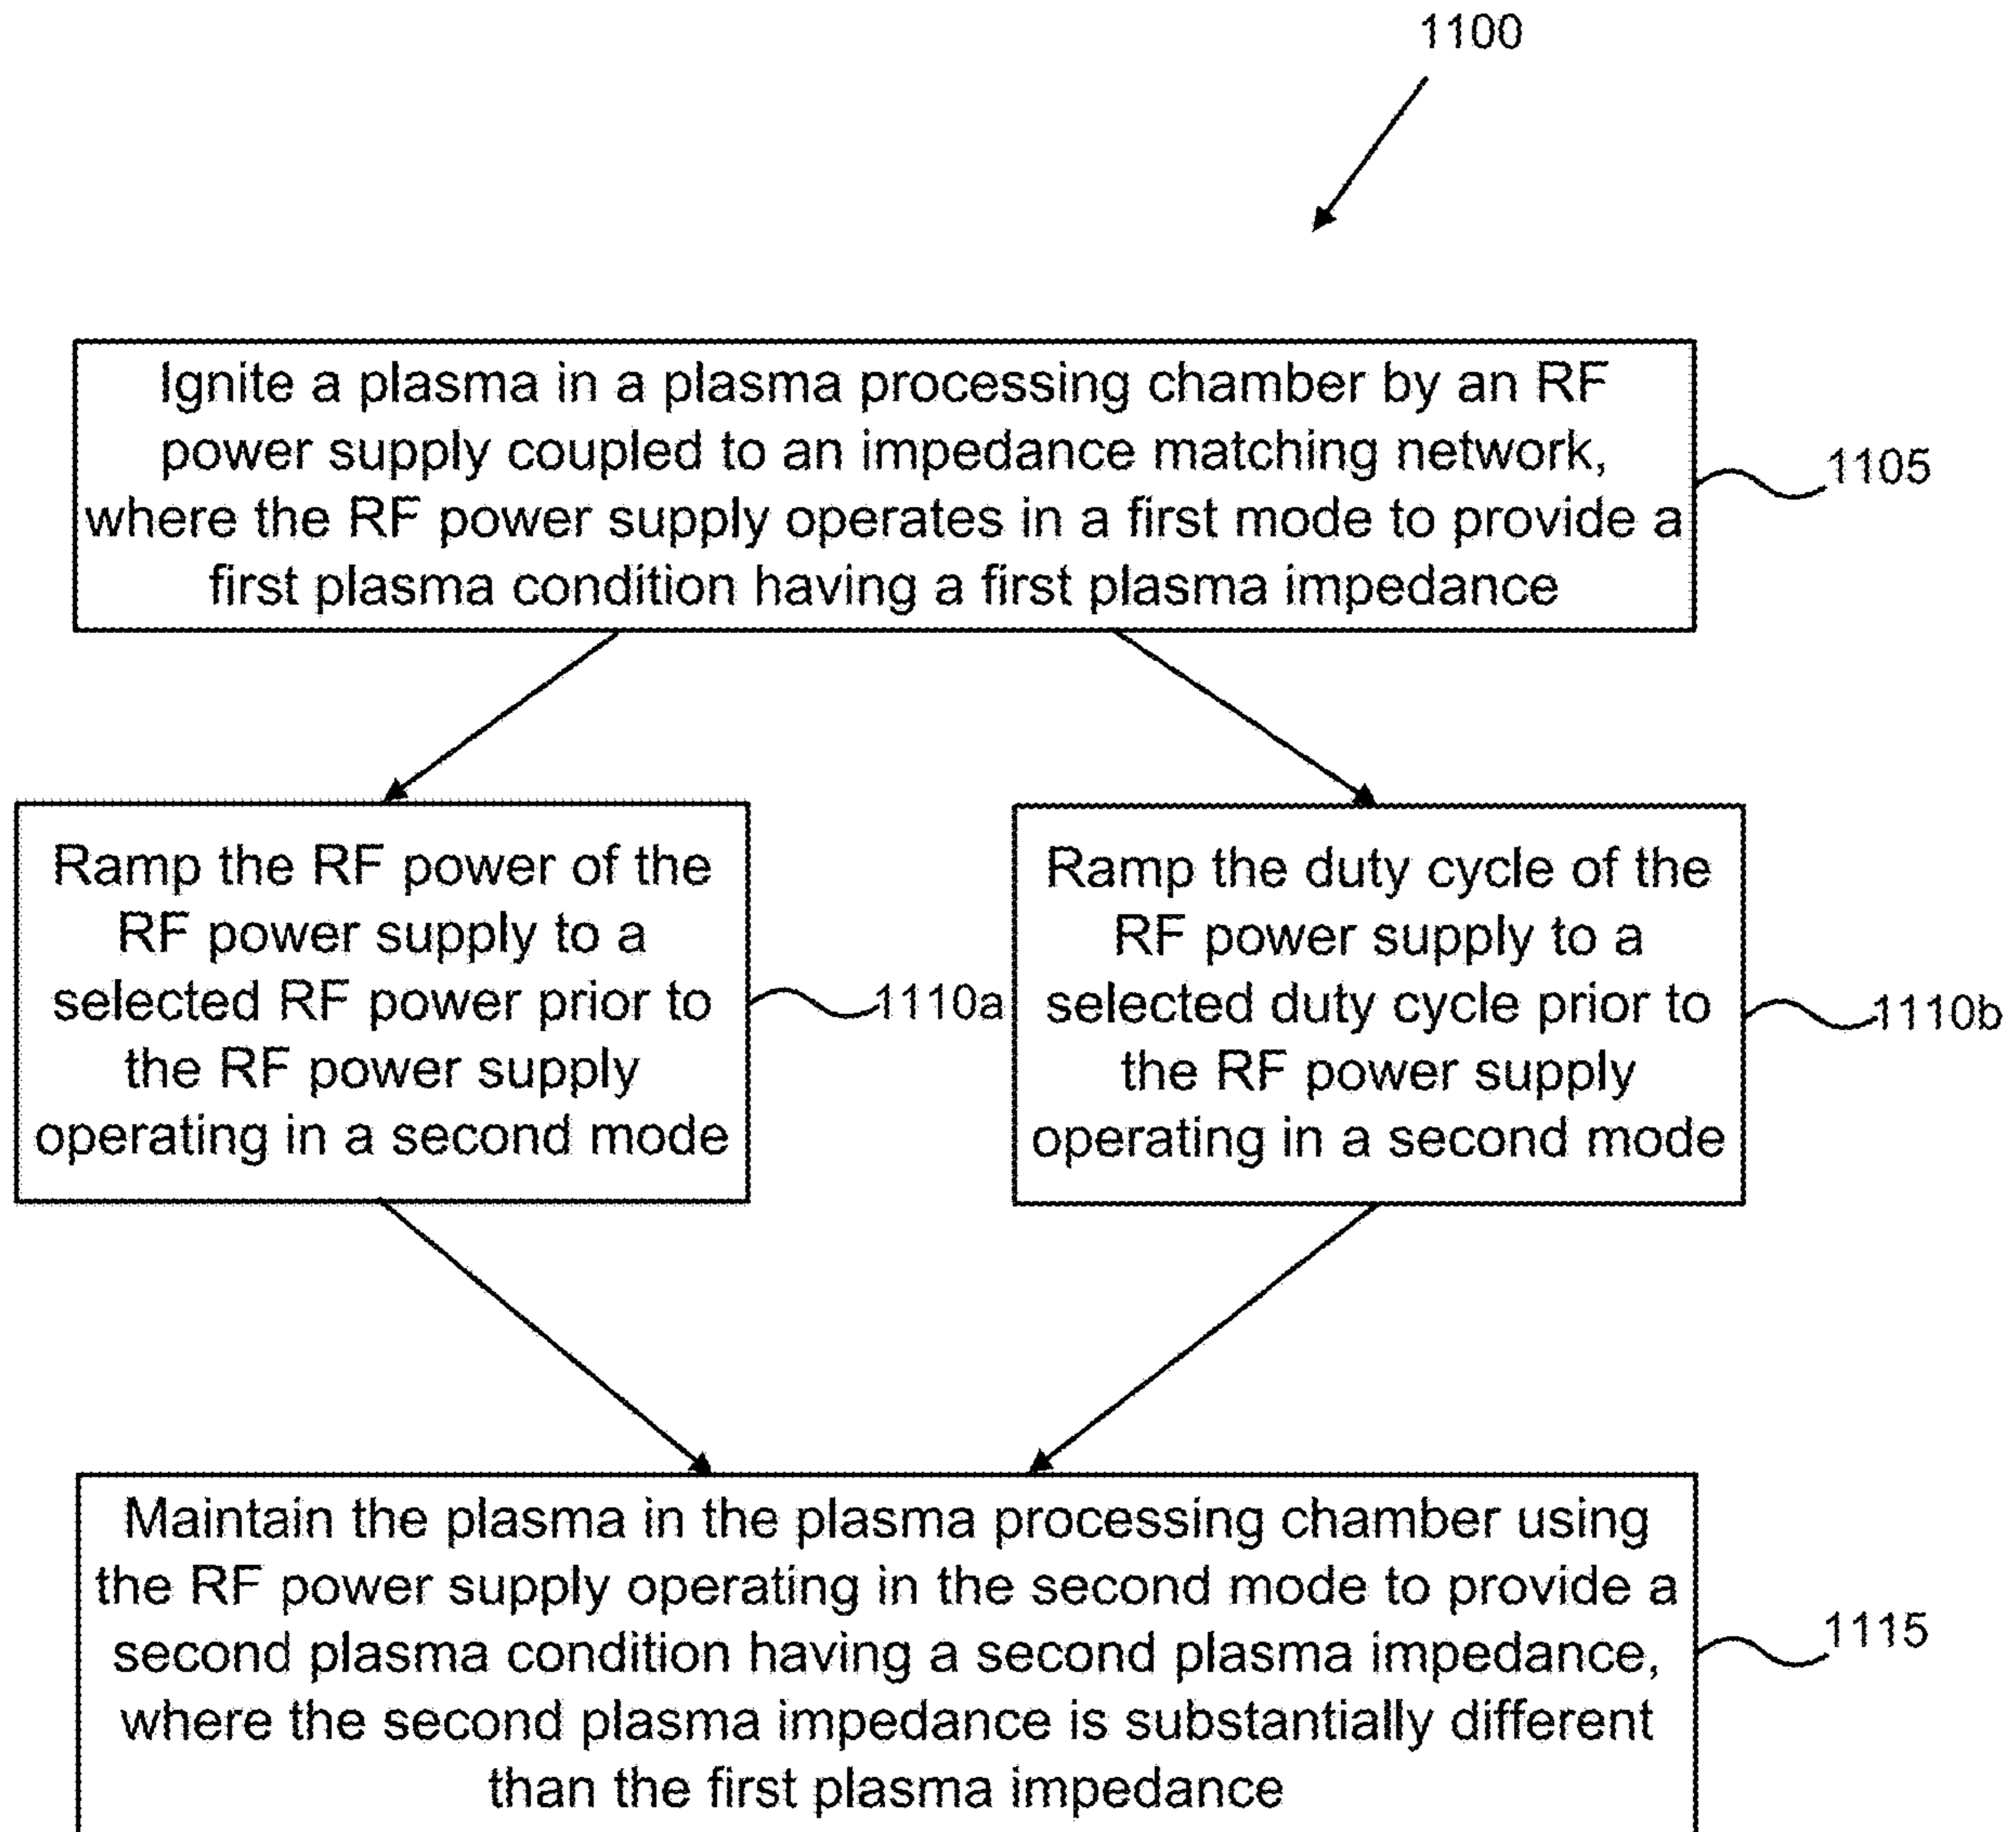 1100
Ignite a plasma in a plasma processing chamber by an RF
power supply coupled to an impedance matching network,
where the RF power supply operates in a first mode to provide a
first plasma condition having a first plasma impedance
1105
Ramp the RF power of the
RF power supply to a
selected RF power prior to
the RF power supply
operating in a second mode
1110a
Ramp the duty cycle of the
RF power supply to a
selected duty cycle prior to
the RF power supply
operating in a second mode
1110b
Maintain the plasma in the plasma processing chamber using
the RF power supply operating in the second mode to provide a
second plasma condition having a second plasma impedance,
where the second plasma impedance is substantially different
than the first plasma impedance
1115